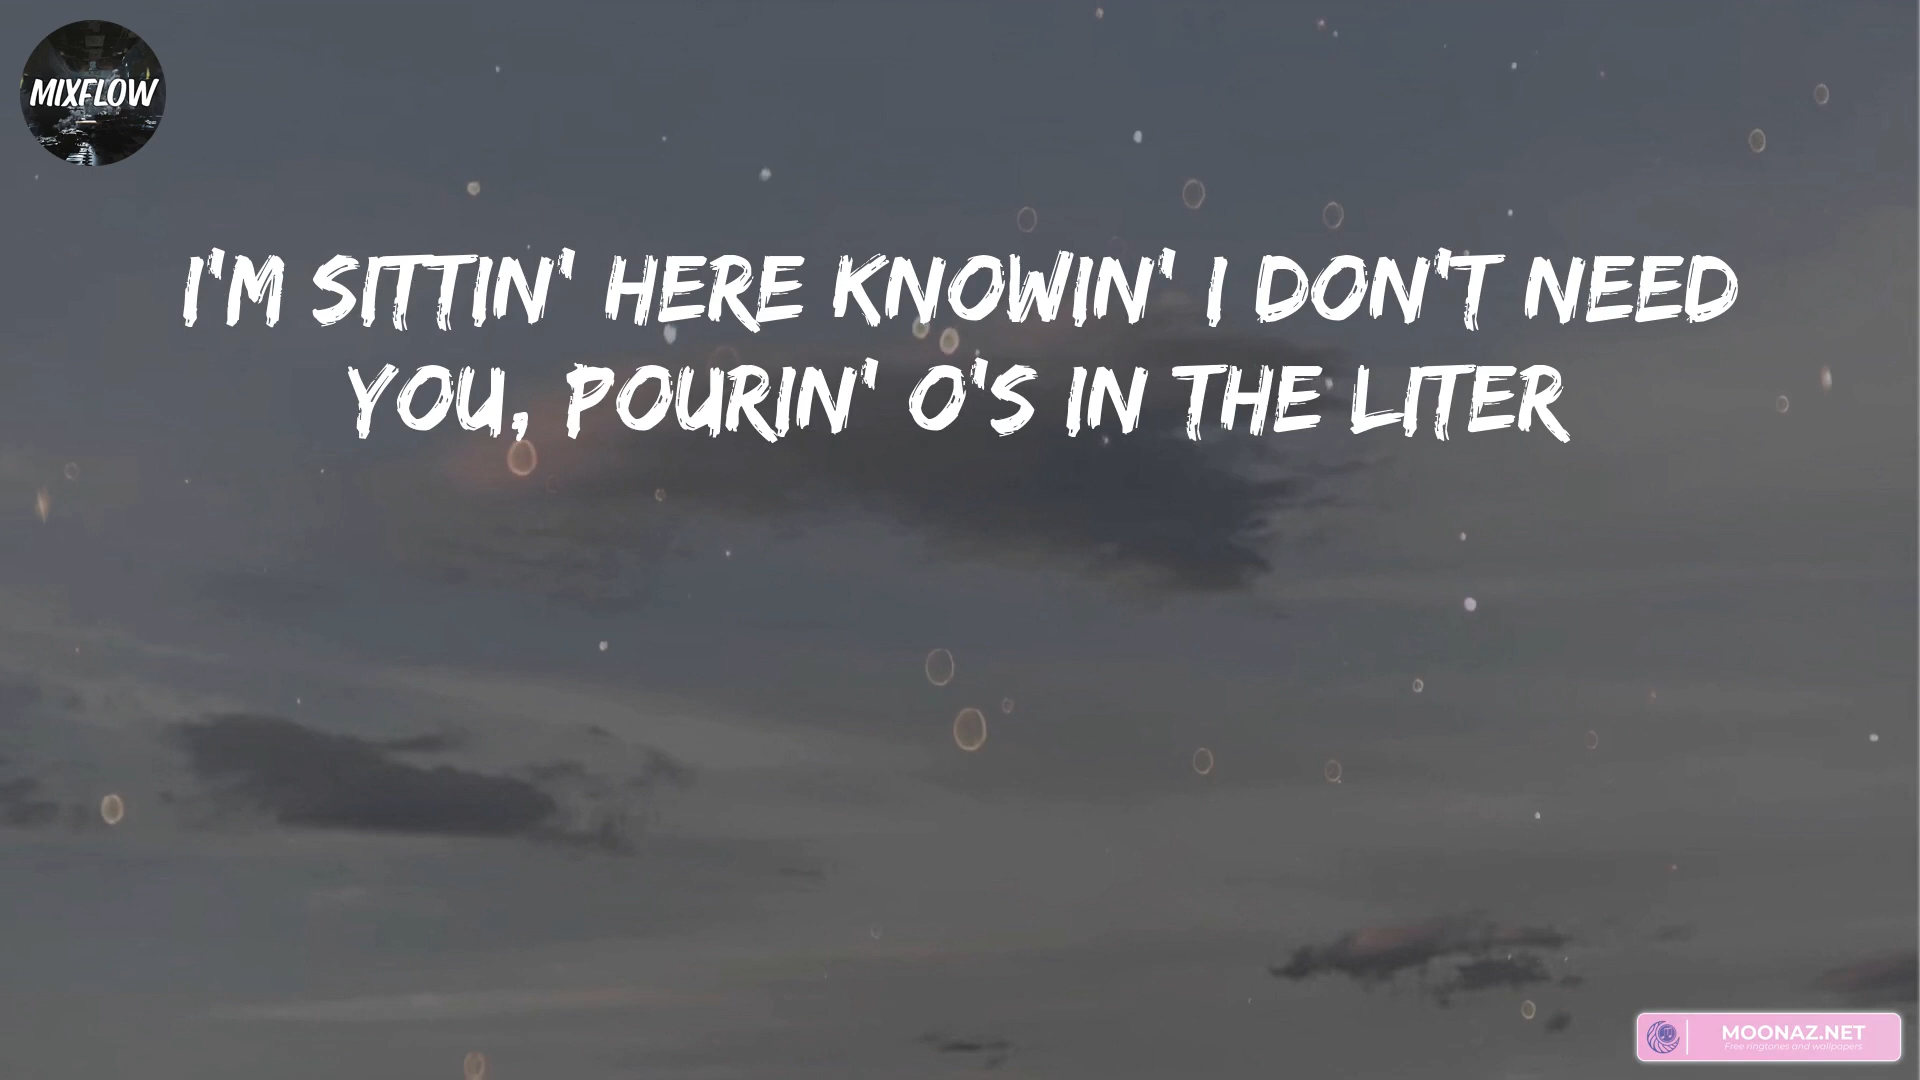 MIXFLOW
I'M SITTIN' HERE KNOWIN' I DON'T NEED
YOU, POURIN' O'S IN THE LITER
MOONAZ.NET
Free ringtones and wallpapers